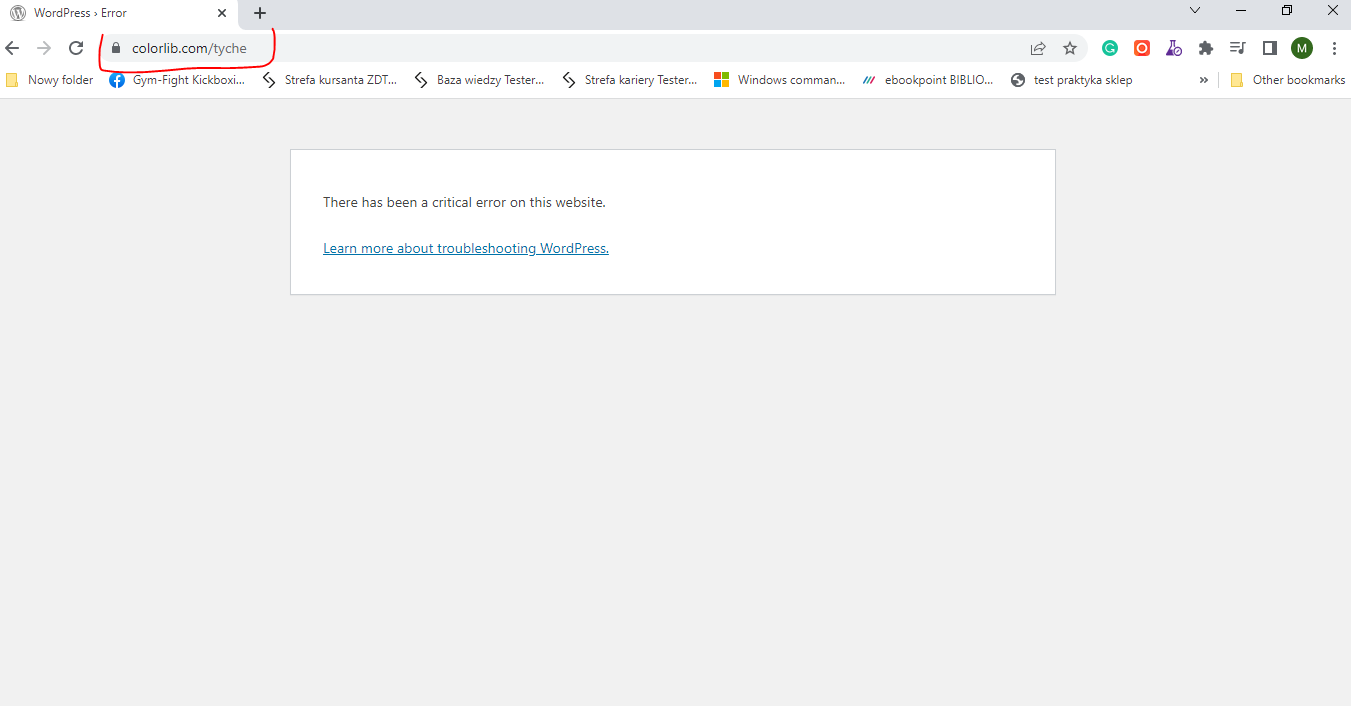 WordPress › Error
colorlib.com/tyche
M
Nowy folder
Gym-Fight Kickboxi...
Strefa kursanta ZDT...
Baza wiedzy Tester...
Strefa kariery Tester...
Windows comman...
ebookpoint BIBLIO...
test praktyka sklep
»
Other bookmarks
There has been a critical error on this website.
Learn more about troubleshooting WordPress.